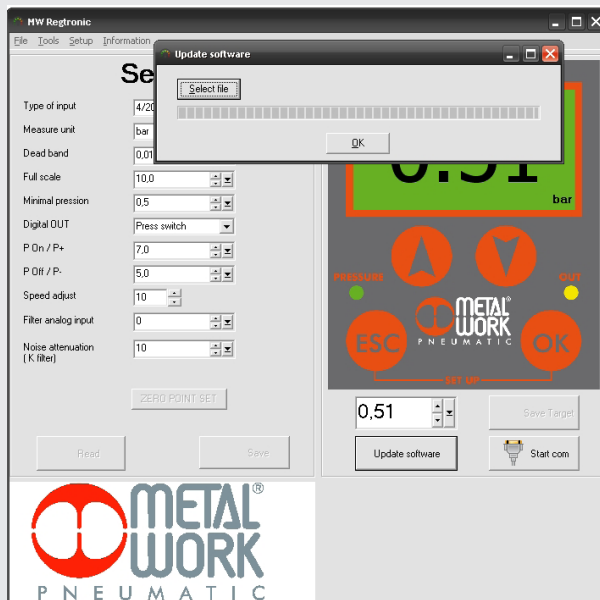 MW Regtronic
File Tools Setup Information
Update software
Select file
OK
Se
Type of input 4/20
Measure unit bar
Dead band 0,01
Full scale 10,0
Minimal pression 0,5
Digital OUT Press switch
P On / P+ 7,0
P Off / P- 5,0
Speed adjust 10
Filter analog input 0
Noise attenuation 10
( K filter)
ZERO POINT SET
Read Save
0.51
bar
PRESSURE OUT
METAL®
WORK
PNEUMATIC
ESC OK
SET UP
0,51 Save Target
Update software Start com
METAL®
WORK
PNEUMATIC